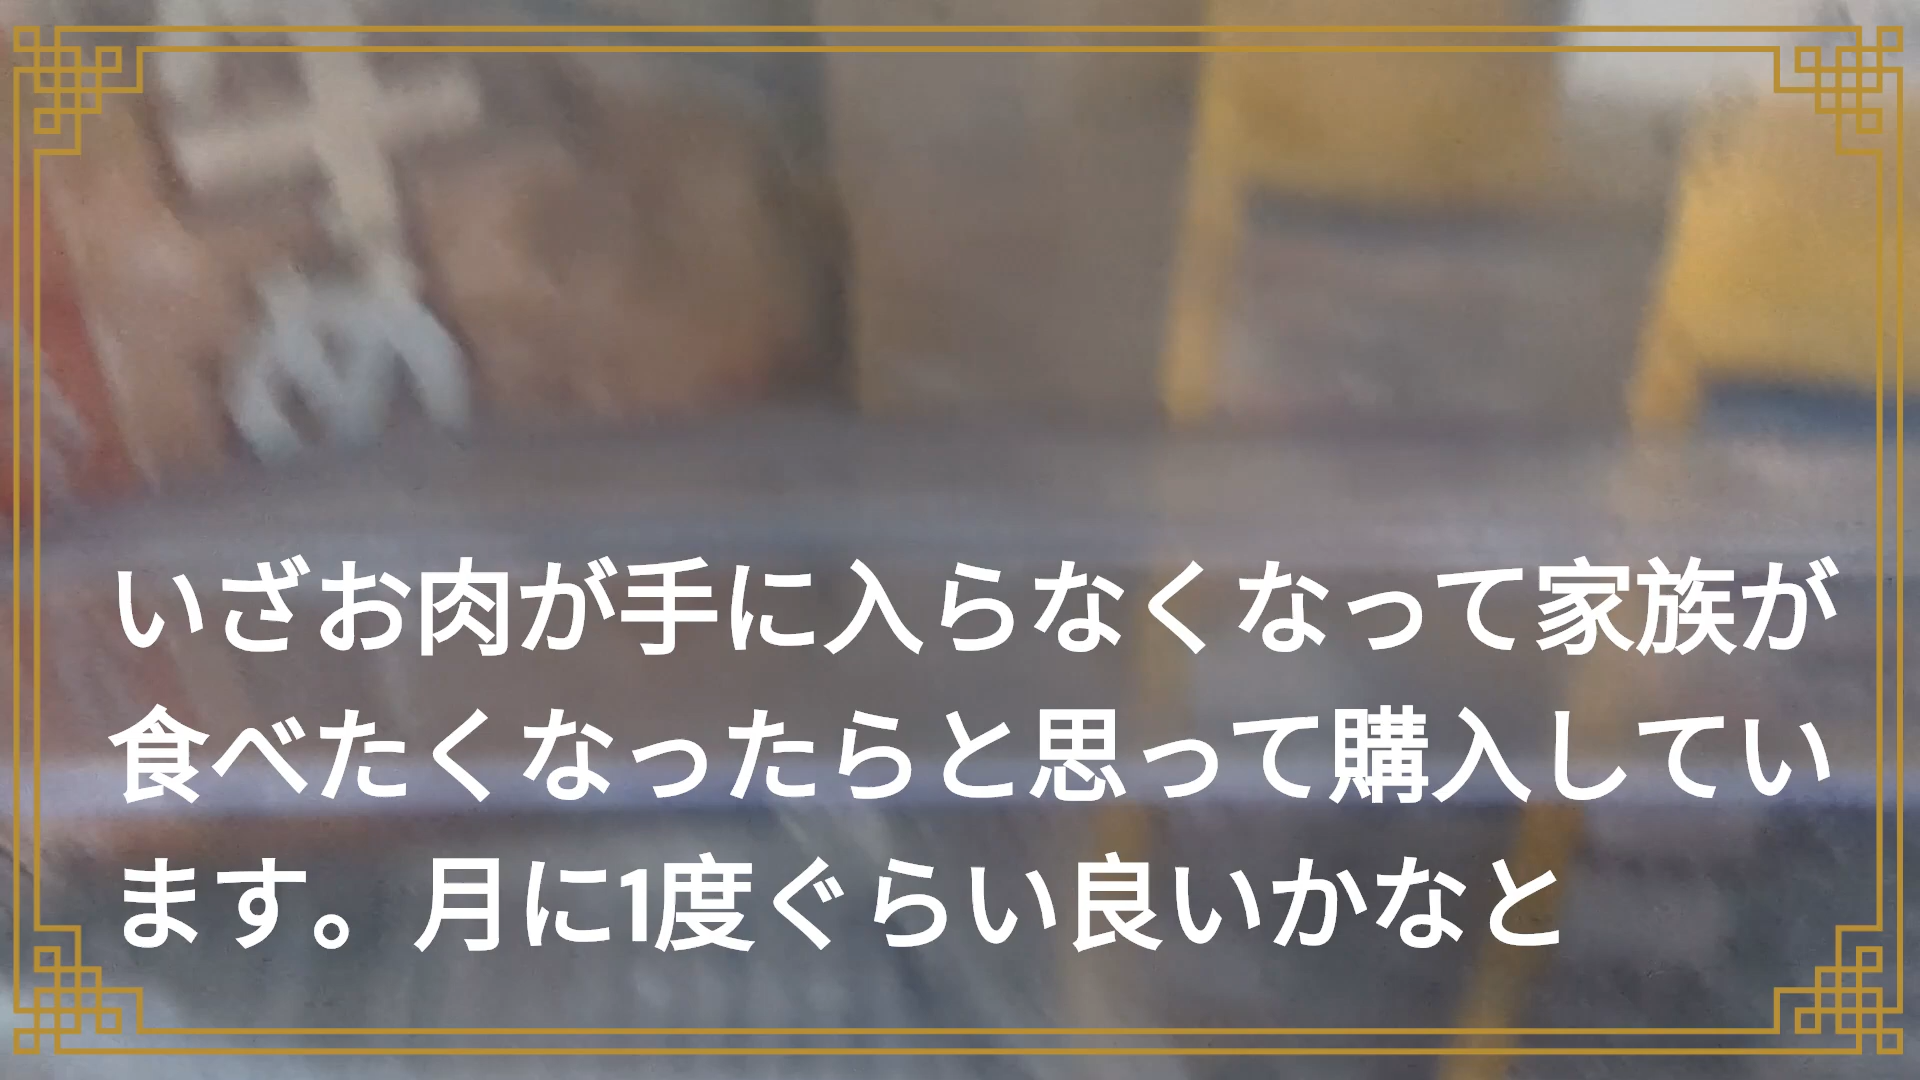 いざお肉が手に入らなくなって家族が
食べたくなったらと思って購入してい
ます。月に1度ぐらい良いかなと